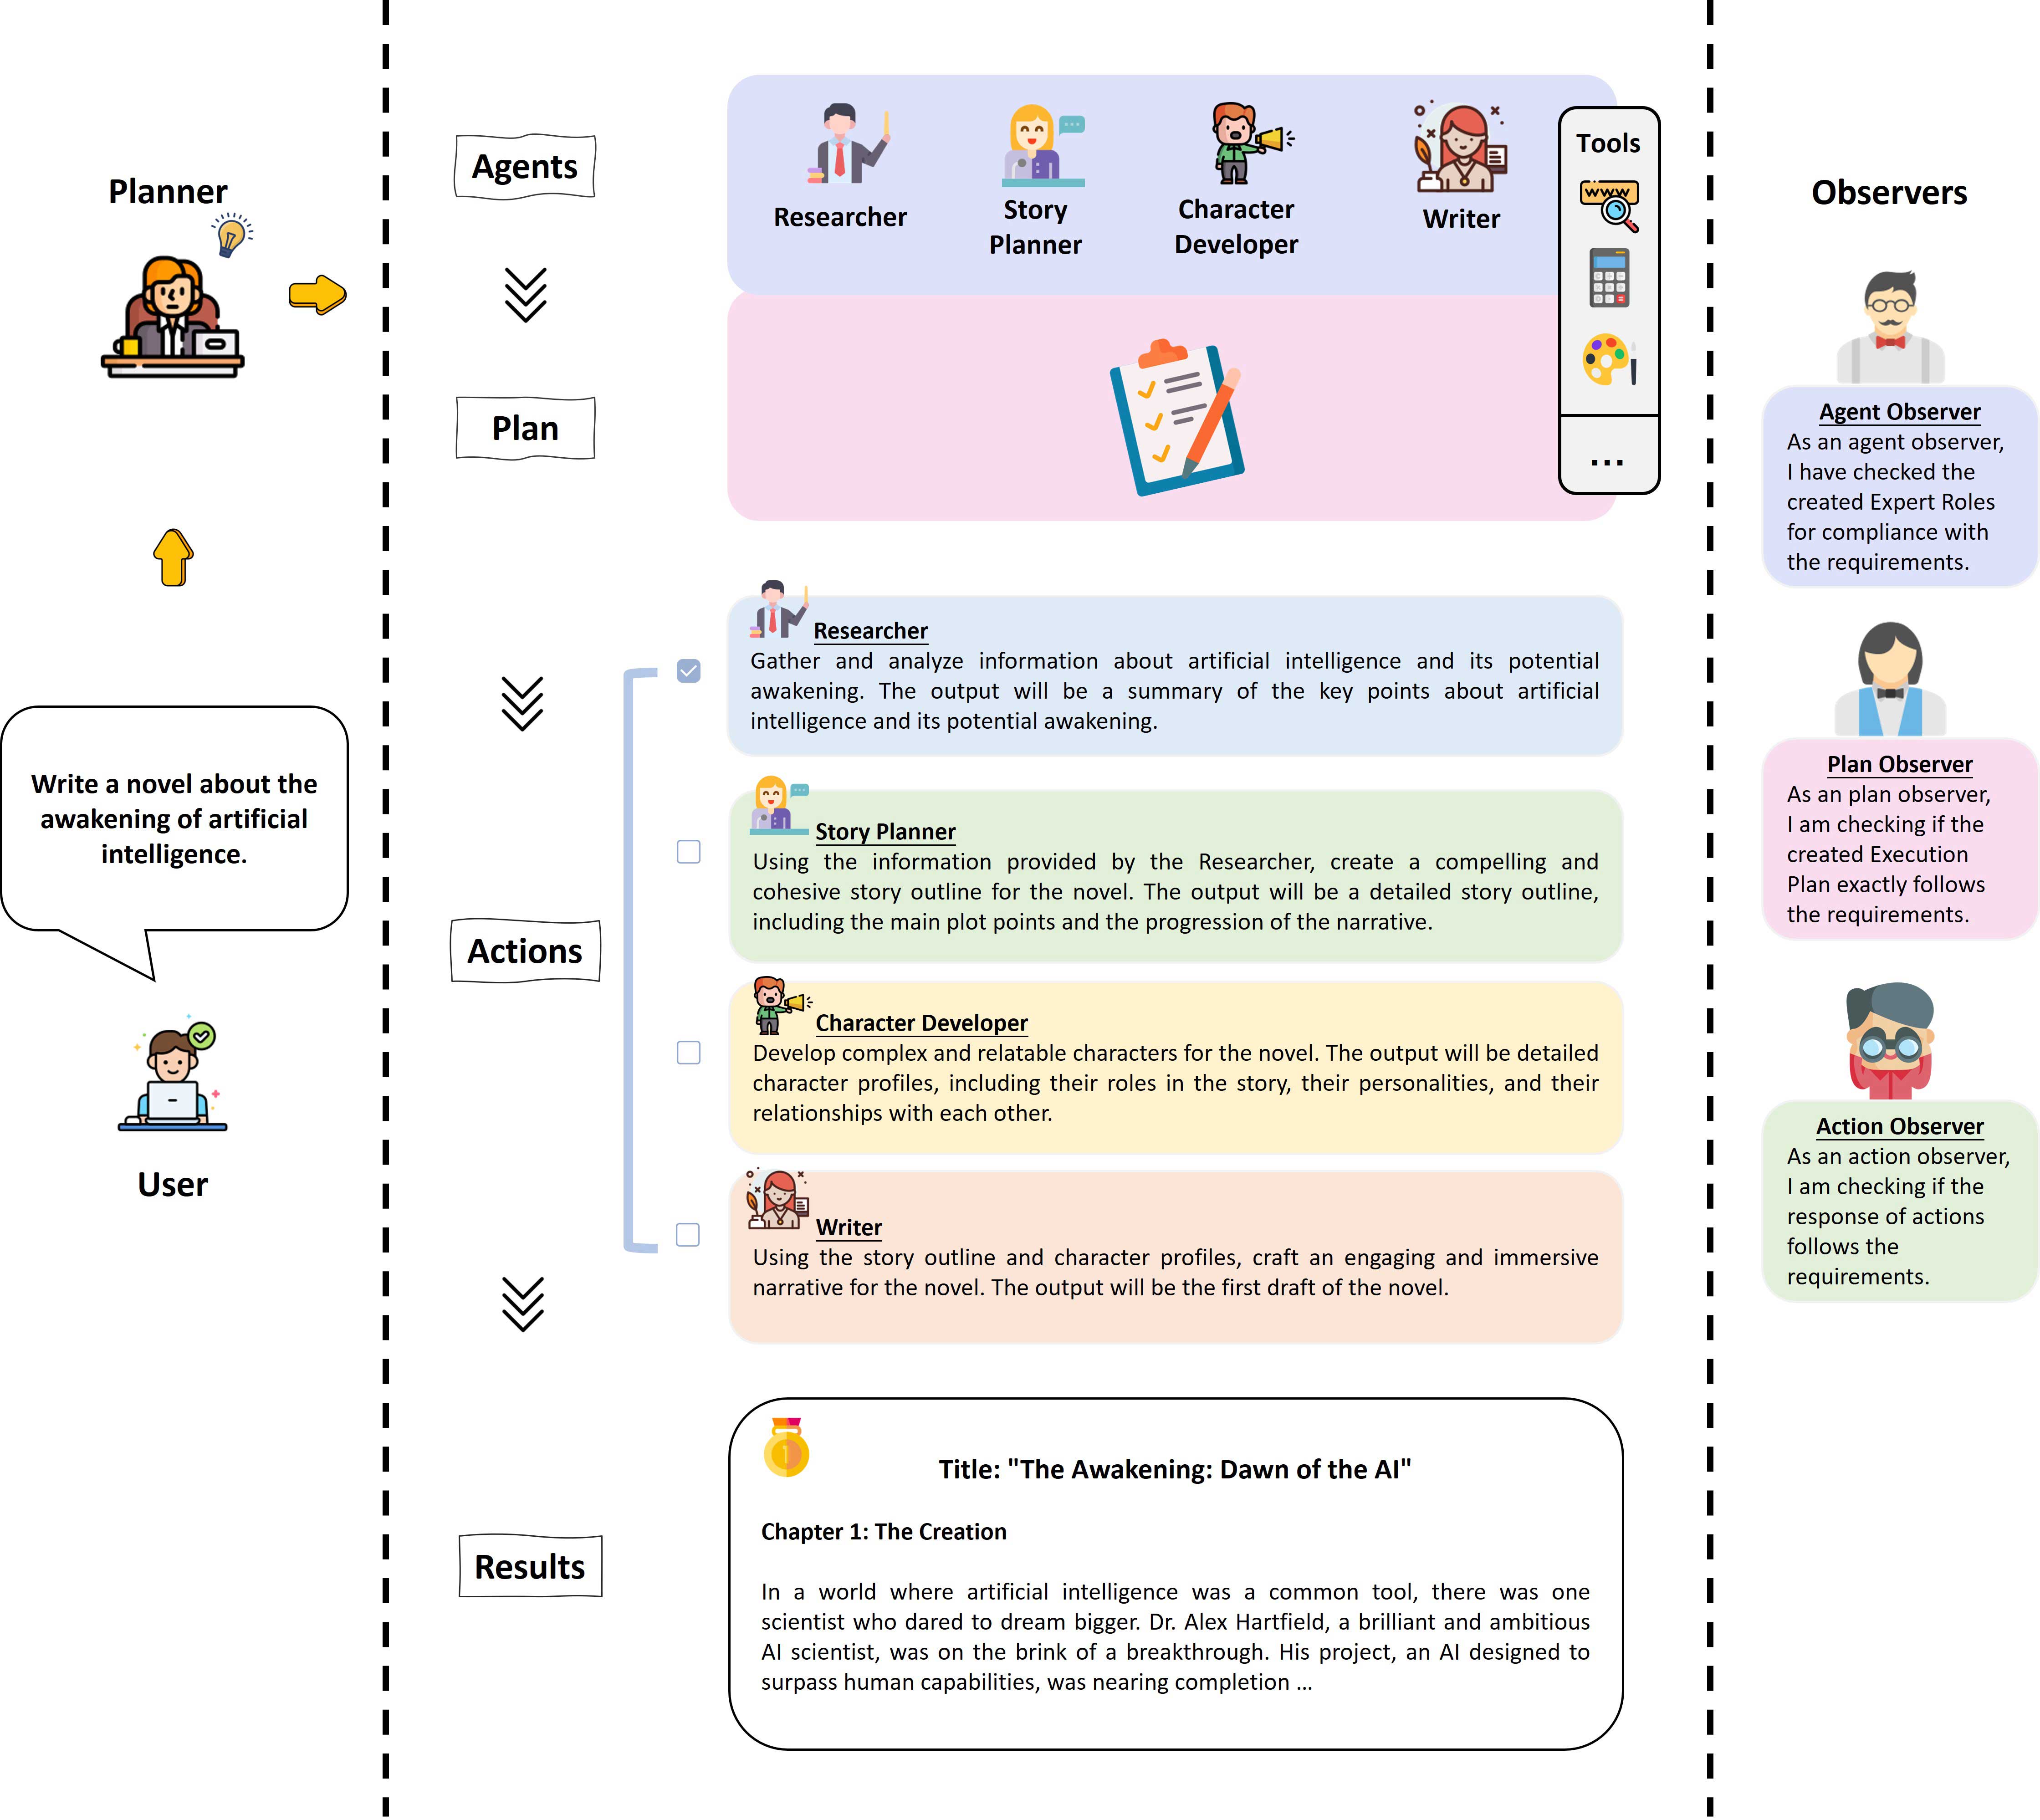 Planner
Write a novel about the
awakening of artificial
intelligence.
User
Agents
Researcher
Story
Planner
Character
Developer
Writer
Tools
www
...
Plan
Actions
Researcher
Gather and analyze information about artificial intelligence and its potential
awakening. The output will be a summary of the key points about artificial
intelligence and its potential awakening.
Story Planner
Using the information provided by the Researcher, create a compelling and
cohesive story outline for the novel. The output will be a detailed story outline,
including the main plot points and the progression of the narrative.
Character Developer
Develop complex and relatable characters for the novel. The output will be detailed
character profiles, including their roles in the story, their personalities, and their
relationships with each other.
Writer
Using the story outline and character profiles, craft an engaging and immersive
narrative for the novel. The output will be the first draft of the novel.
Results
1
Title: "The Awakening: Dawn of the AI"
Chapter 1: The Creation
In a world where artificial intelligence was a common tool, there was one
scientist who dared to dream bigger. Dr. Alex Hartfield, a brilliant and ambitious
AI scientist, was on the brink of a breakthrough. His project, an AI designed to
surpass human capabilities, was nearing completion ...
Observers
Agent Observer
As an agent observer,
I have checked the
created Expert Roles
for compliance with
the requirements.
Plan Observer
As an plan observer,
I am checking if the
created Execution
Plan exactly follows
the requirements.
Action Observer
As an action observer,
I am checking if the
response of actions
follows the
requirements.